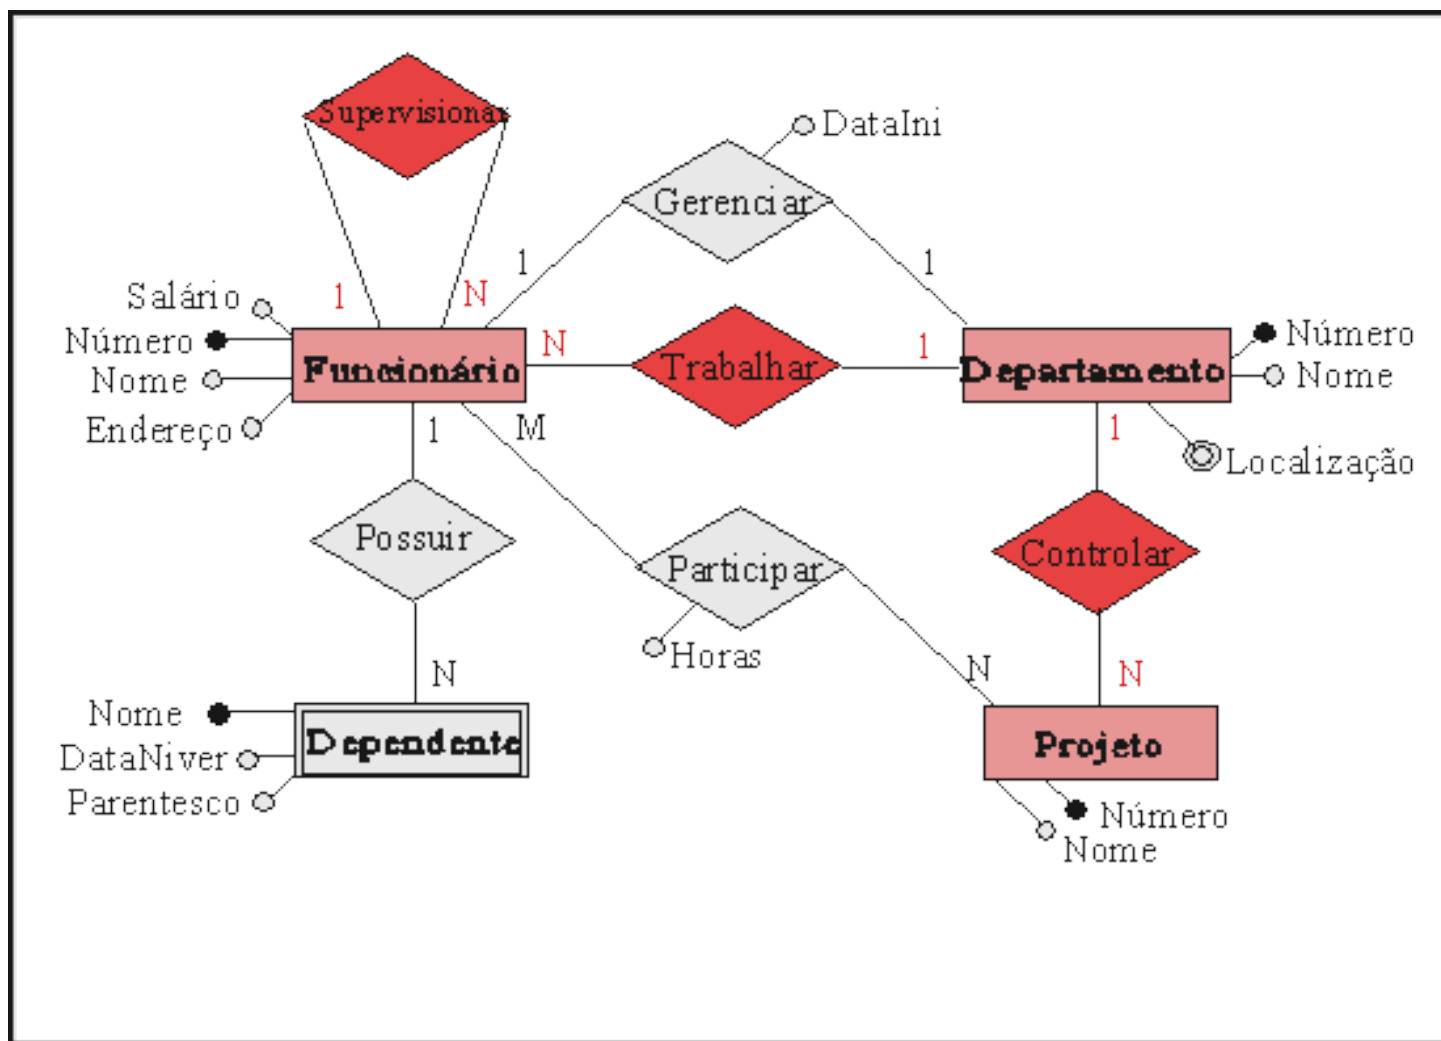 Supervisionar
DataIni
Gerenciar
1
1
Salário
1
N
Número
N
1
Número
Funcionário
Trabalhar
Departamento
Nome
Nome
Endereço
1
M
1
Localização
Possuir
Participar
Controlar
Horas
N
N
N
Nome
Dependente
Projeto
DataNiver
Parentesco
Número
Nome